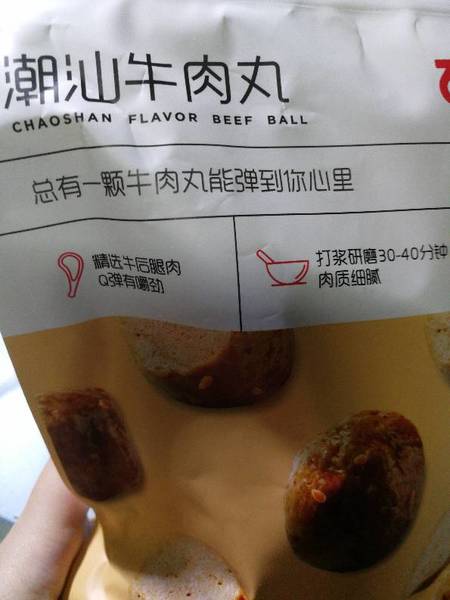 潮汕牛肉丸
CHAOSHAN FLAVOR BEEF BALL
总有一颗牛肉丸能弹到你心里
精选牛后腿肉
Q弹有嚼劲
打浆研磨30-40分钟
肉质细腻